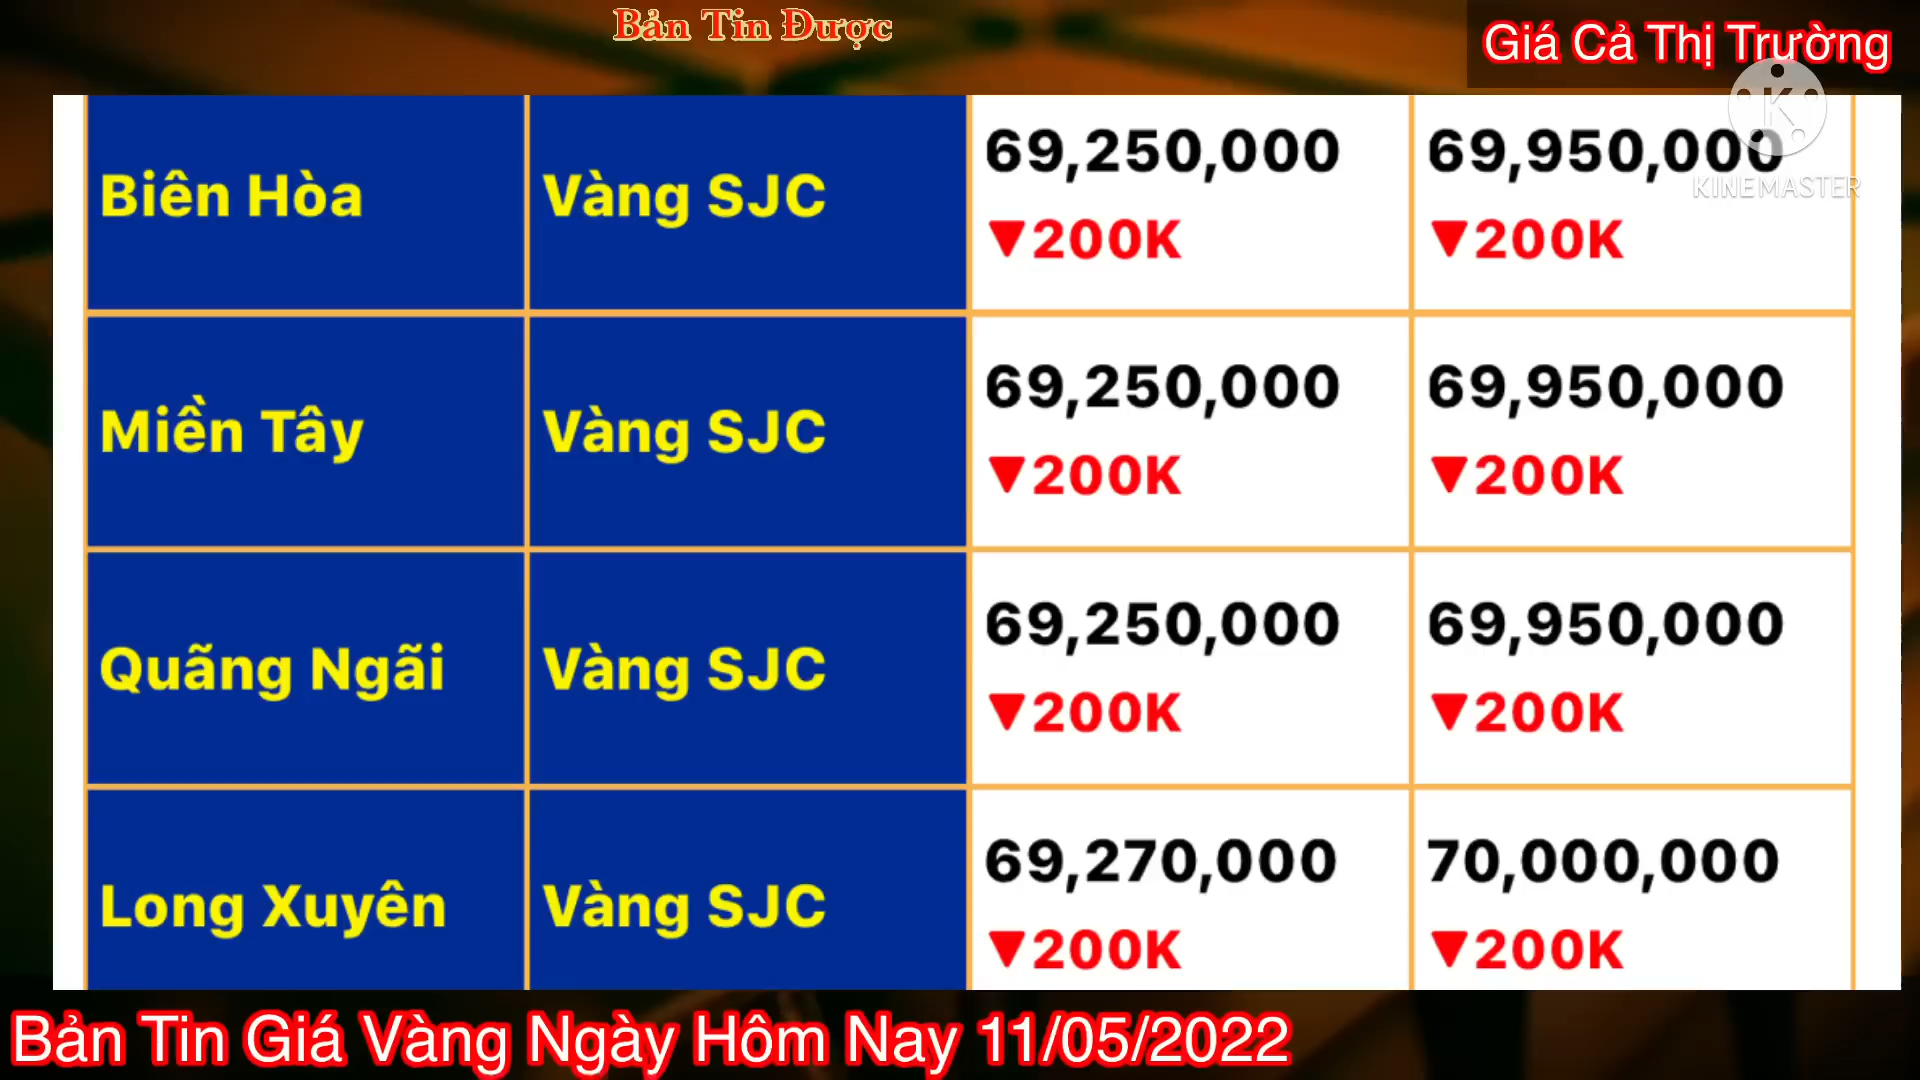 Bản Tin Được
Giá Cả Thị Trường
KINEMASTER
Biên Hòa Vàng SJC 69,250,000 69,950,000
▼200K ▼200K
Miền Tây Vàng SJC 69,250,000 69,950,000
▼200K ▼200K
Quãng Ngãi Vàng SJC 69,250,000 69,950,000
▼200K ▼200K
Long Xuyên Vàng SJC 69,270,000 70,000,000
▼200K ▼200K
Bản Tin Giá Vàng Ngày Hôm Nay 11/05/2022